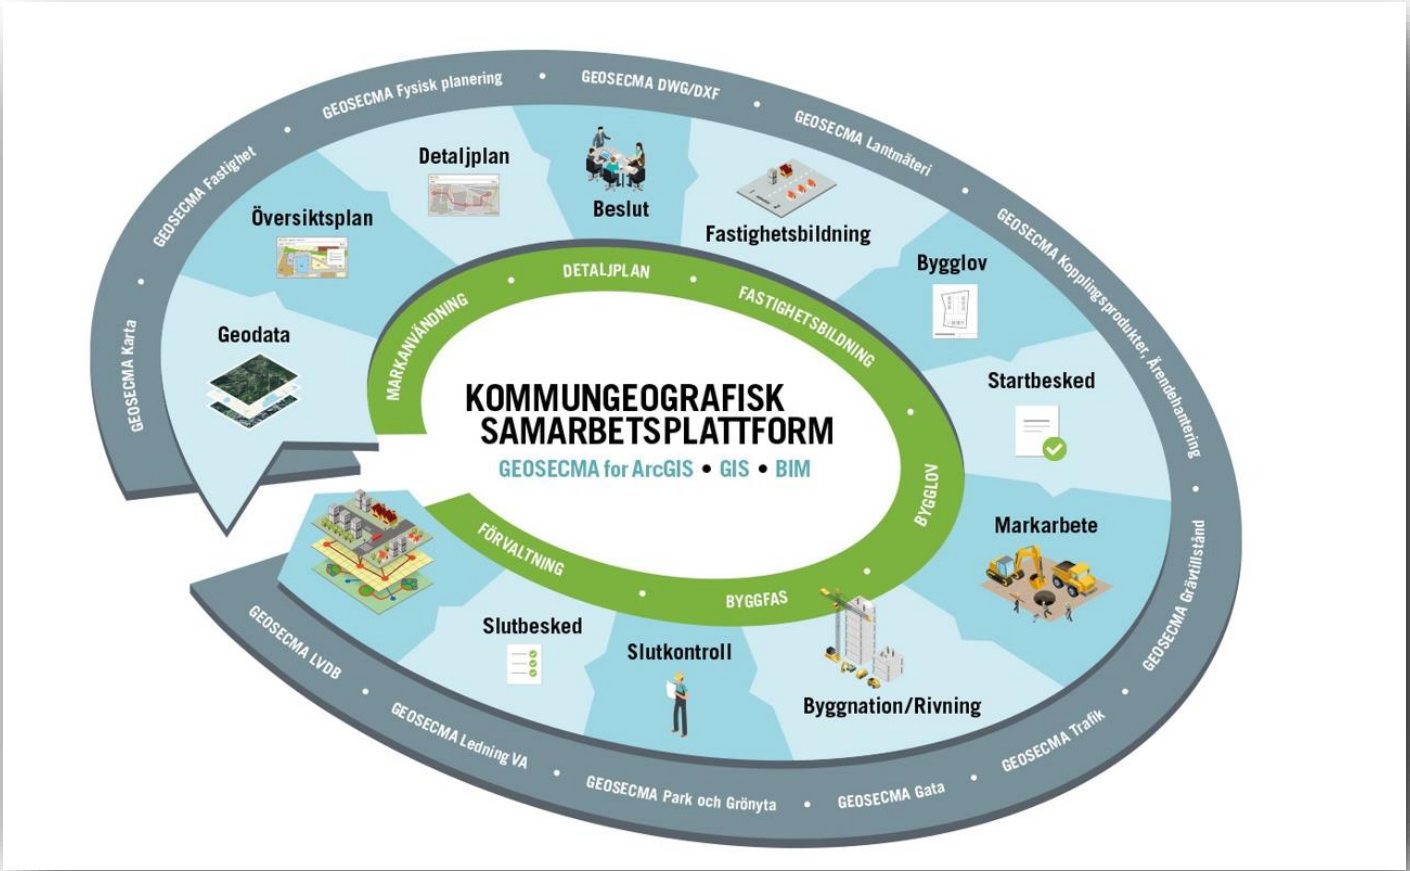 KOMMUNGEOGRAFISK
SAMARBETSPLATTFORM
GEOSECMA for ArcGIS • GIS • BIM
MARKANVÄNDNING • DETALJPLAN • FASTIGHETSBILDNING • BYGGLOV • BYGGFAS • FÖRVALTNING
Geodata
Översiktsplan
Detaljplan
Beslut
Fastighetsbildning
Bygglov
Startbesked
Markarbete
Byggnation/Rivning
Slutkontroll
Slutbesked
GEOSECMA Karta • GEOSECMA Fastighet • GEOSECMA Fysisk planering • GEOSECMA DWG/DXF • GEOSECMA Lantmäteri • GEOSECMA Kopplingsprodukter, Ärendehantering • GEOSECMA Grävtillstånd • GEOSECMA Trafik • GEOSECMA Gata • GEOSECMA Park och Grönyta • GEOSECMA Ledning VA • GEOSECMA LVDB